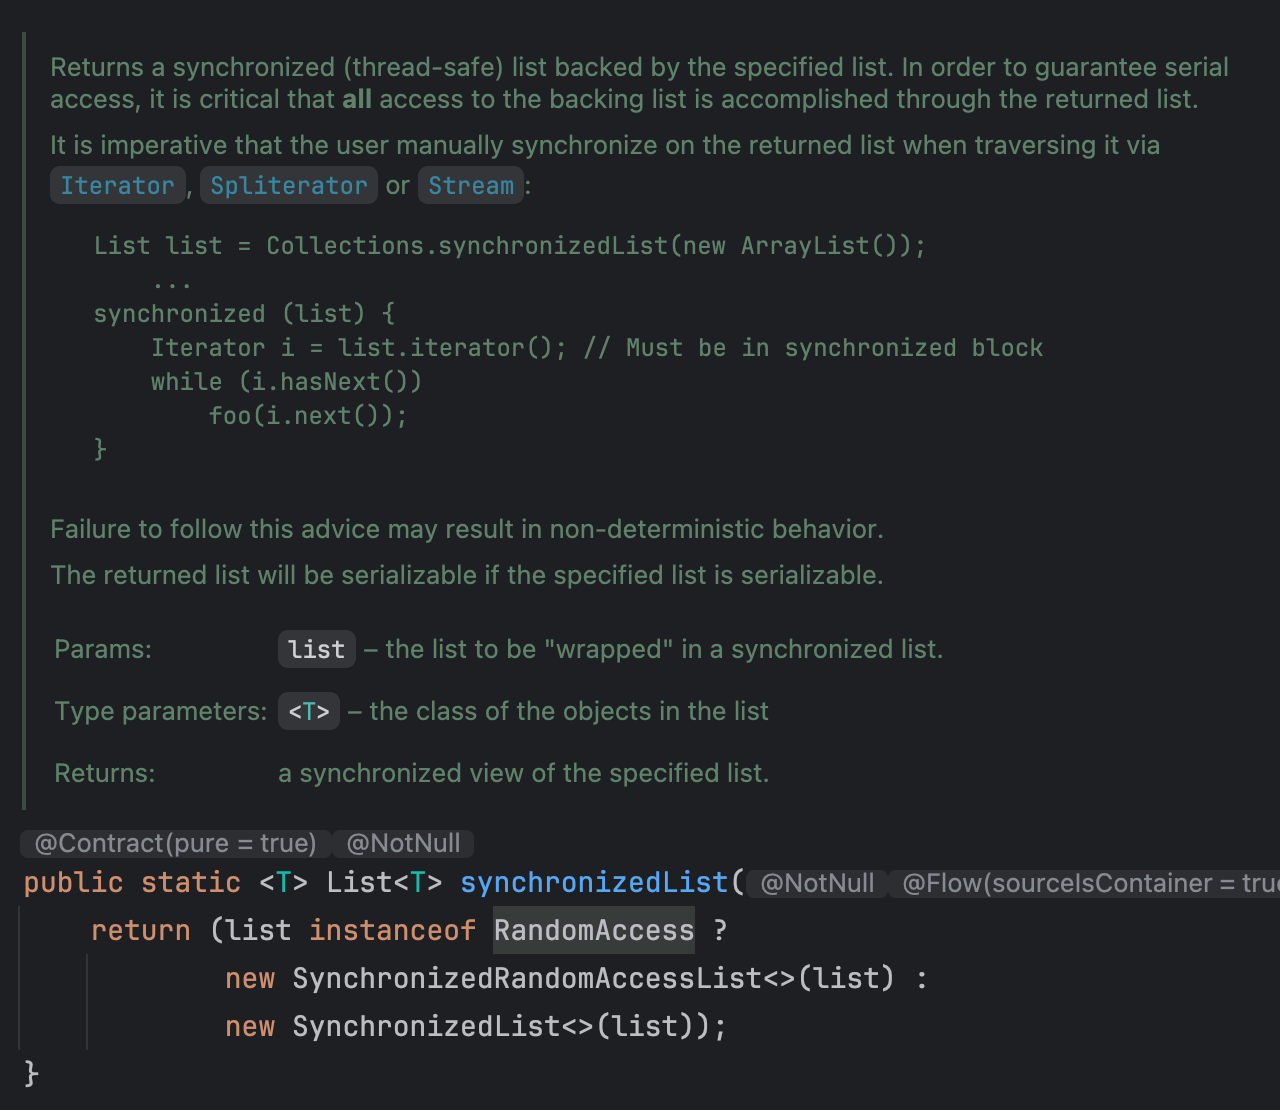 Returns a synchronized (thread-safe) list backed by the specified list. In order to guarantee serial
access, it is critical that all access to the backing list is accomplished through the returned list.
It is imperative that the user manually synchronize on the returned list when traversing it via
Iterator, Spliterator or Stream:
List list = Collections.synchronizedList(new ArrayList());
    ...
synchronized (list) {
    Iterator i = list.iterator(); // Must be in synchronized block
    while (i.hasNext())
        foo(i.next());
}
Failure to follow this advice may result in non-deterministic behavior.
The returned list will be serializable if the specified list is serializable.
Params: list – the list to be "wrapped" in a synchronized list.
Type parameters: <T> – the class of the objects in the list
Returns: a synchronized view of the specified list.
@Contract(pure = true) @NotNull
public static <T> List<T> synchronizedList( @NotNull @Flow(sourceIsContainer = true
    return (list instanceof RandomAccess ?
            new SynchronizedRandomAccessList<>(list) :
            new SynchronizedList<>(list));
}